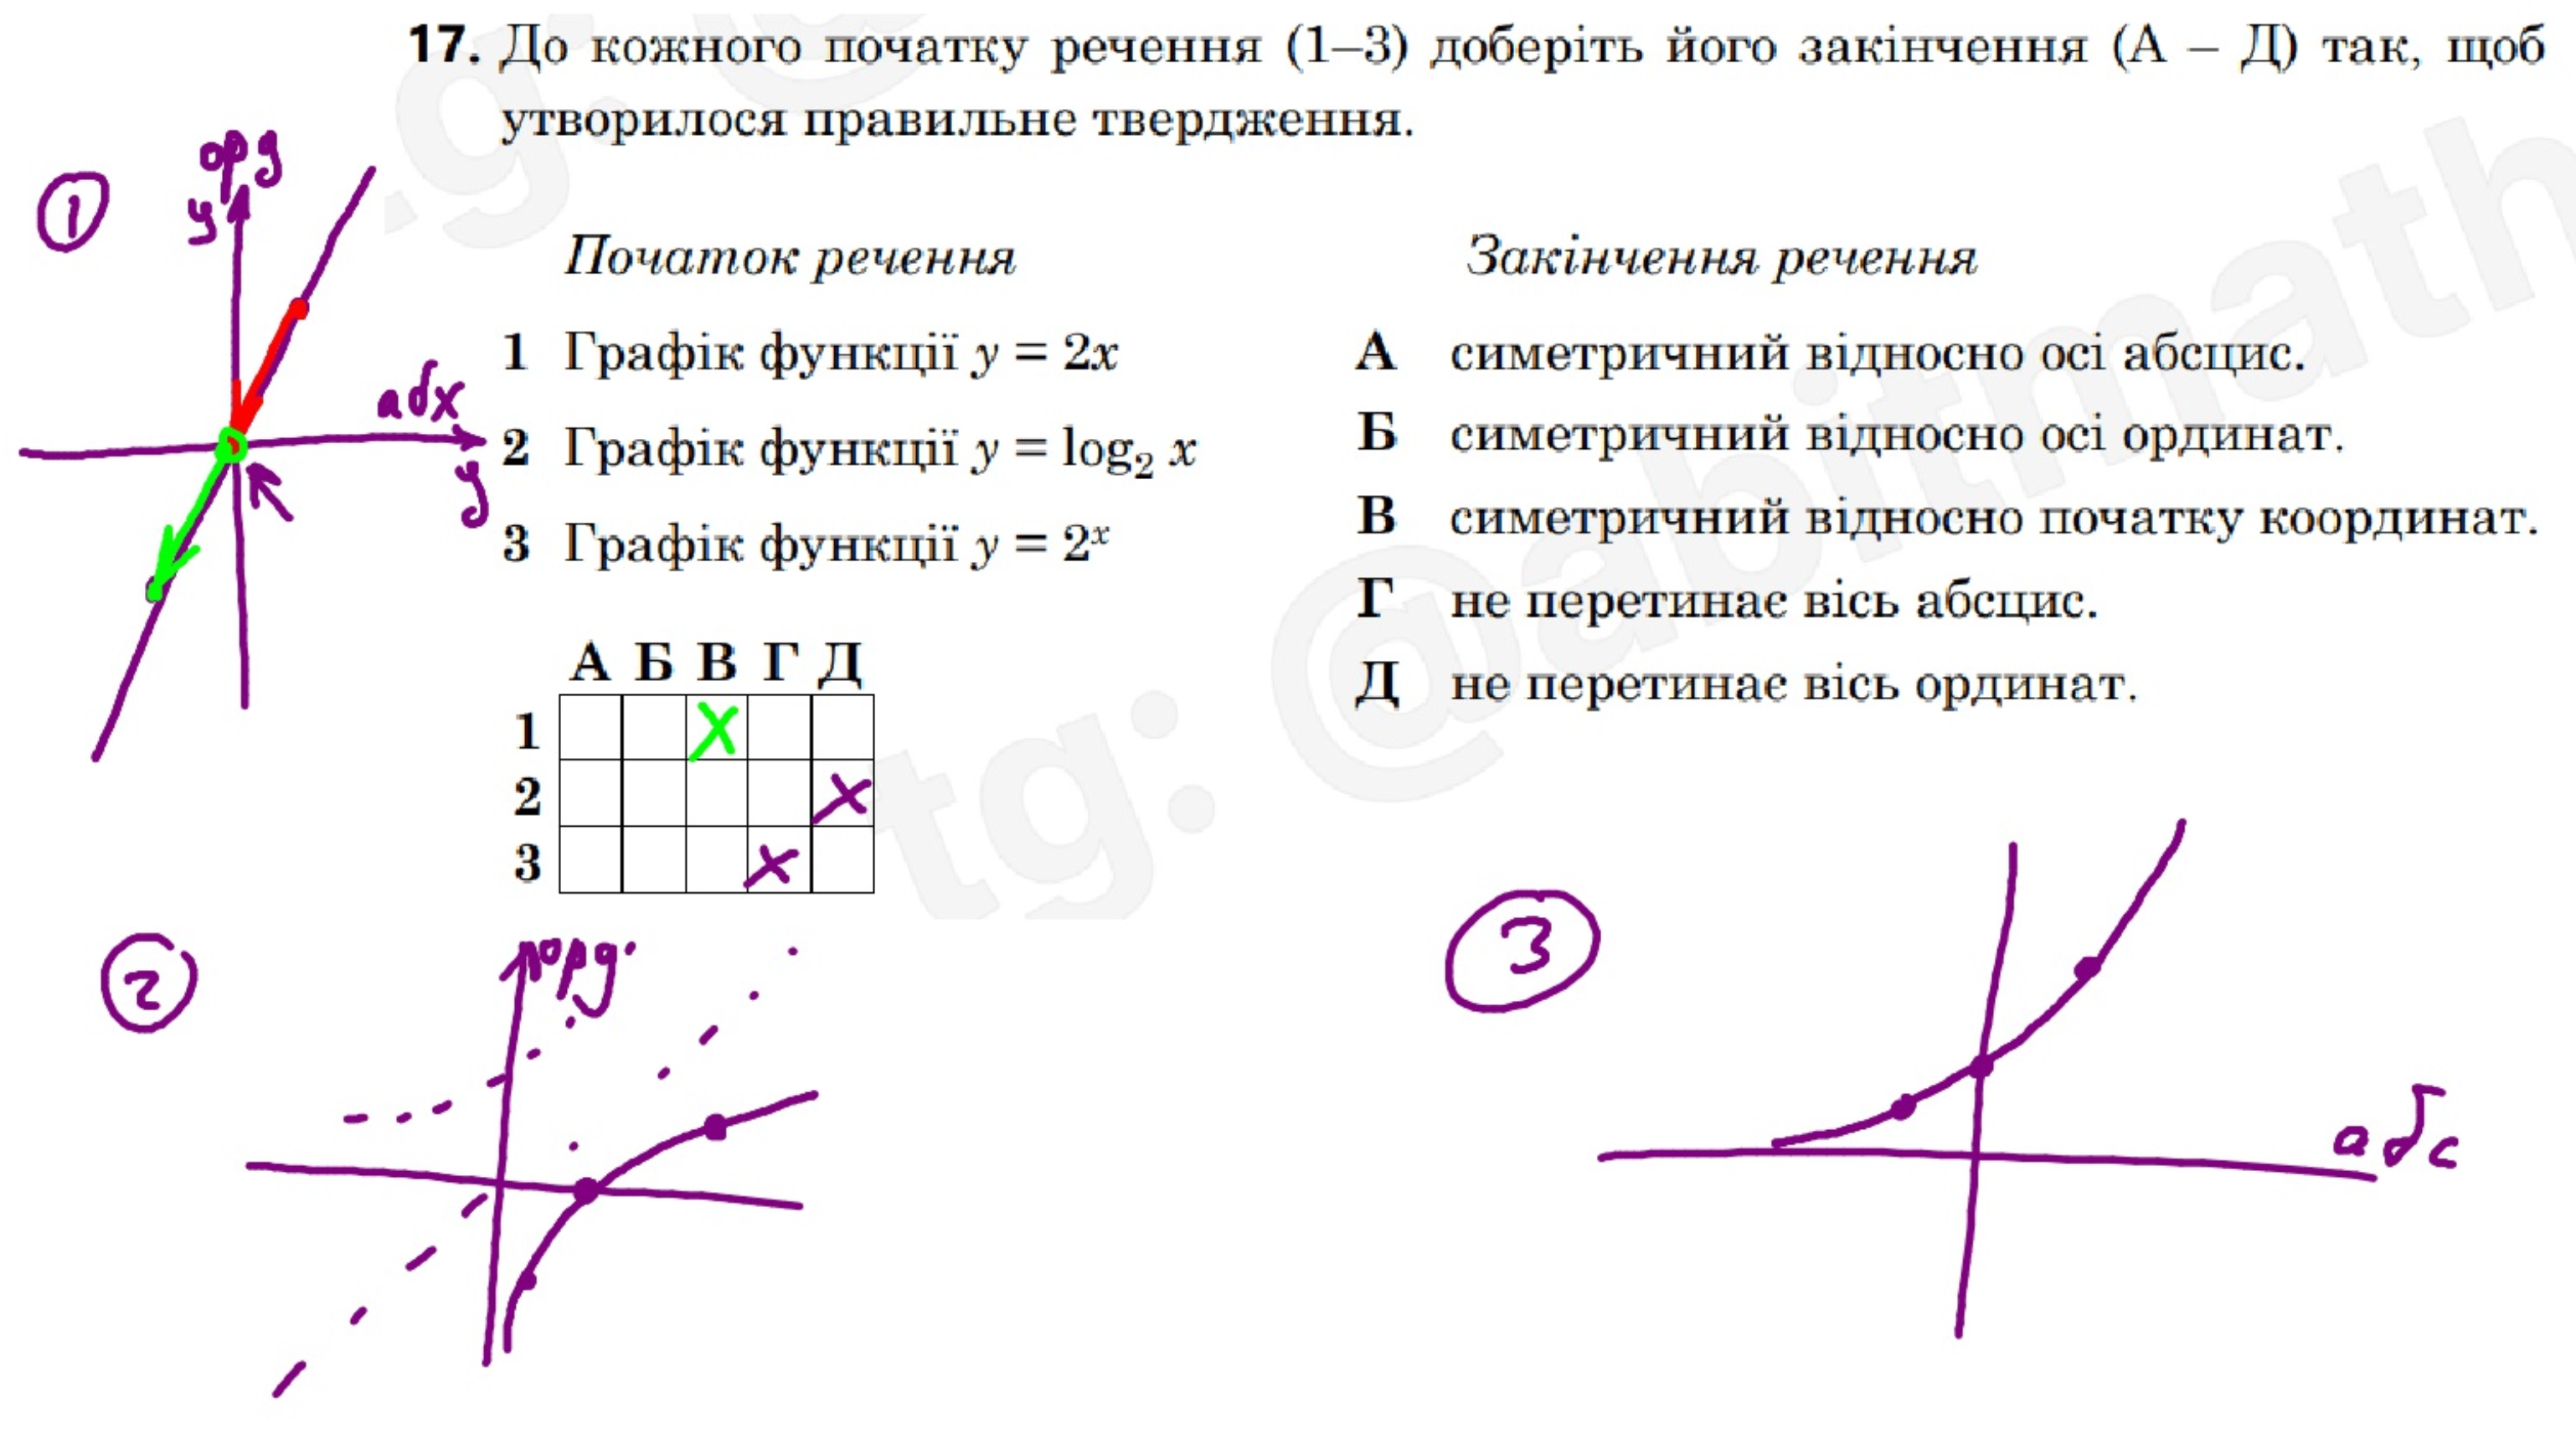 17. До кожного початку речення (1–3) доберіть його закінчення (А – Д) так, щоб
утворилося правильне твердження.
Початок речення
1 Графік функції y = 2x
2 Графік функції y = log₂ x
3 Графік функції y = 2ˣ
Закінчення речення
А симетричний відносно осі абсцис.
Б симетричний відносно осі ординат.
В симетричний відносно початку координат.
Г не перетинає вісь абсцис.
Д не перетинає вісь ординат.
А Б В Г Д
1 X
2 X
3 X
1
орд
y
абх
y
2
орд.
3
абс
tg: @abitmath